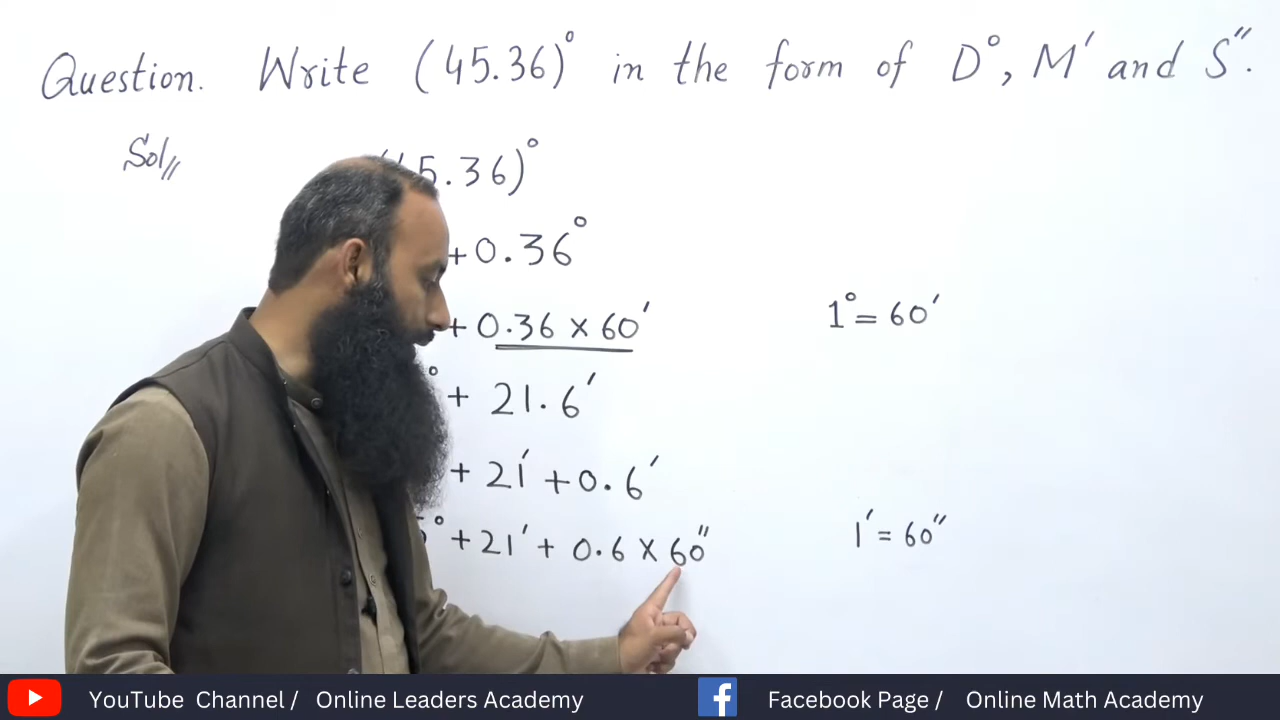 Question. Write (45.36)° in the form of D°, M' and S".
Sol//
5.36)°
+ 0.36°
+ 0.36 × 60'
1° = 60'
° + 21.6'
+ 21' + 0.6'
° + 21' + 0.6 × 60"
1' = 60"
YouTube Channel / Online Leaders Academy
Facebook Page / Online Math Academy